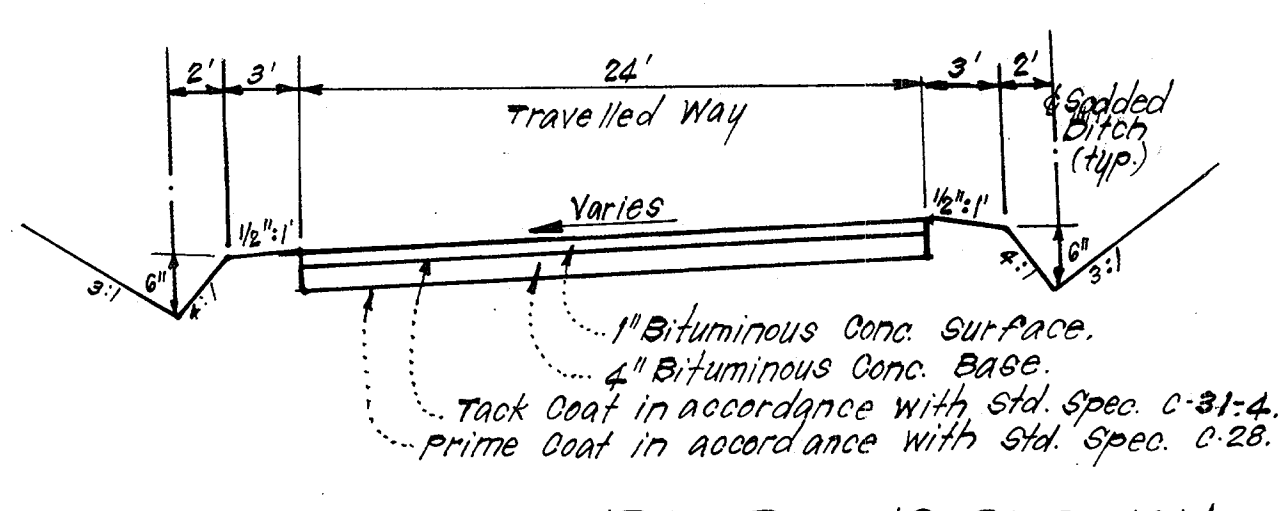 2' 3' 24' 3' 2'
Travelled Way
℄ Sodded
Ditch
(typ.)
Varies
1/2":1'
1/2":1'
6"
6"
3:1
4:1
4:1
3:1
1" Bituminous Conc. Surface.
4" Bituminous Conc. Base.
Tack Coat in accordance with Std. Spec. C-31-4.
Prime Coat in accordance with Std. Spec. C-28.